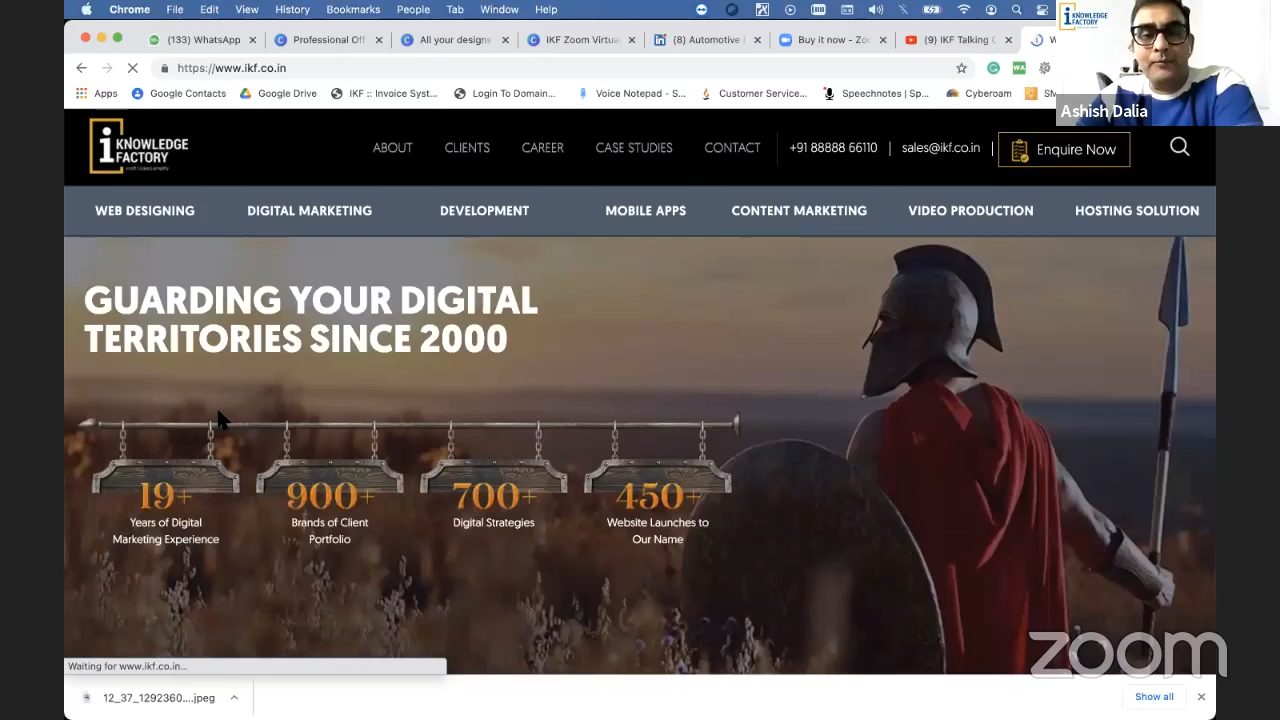 Chrome File Edit View History Bookmarks People Tab Window Help
(133) WhatsApp
Professional Cli
All your designs
IKF Zoom Virtua
(8) Automotive I
Buy it now - Zoo
(9) IKF Talking C
https://www.ikf.co.in
Apps Google Contacts Google Drive IKF :: Invoice Syst... Login To Domain... Voice Notepad - S... Customer Service... Speechnotes | Sp... Cyberoam
i KNOWLEDGE
FACTORY
Ashish Dalia
i KNOWLEDGE
FACTORY
ABOUT CLIENTS CAREER CASE STUDIES CONTACT +91 88888 66110 | sales@ikf.co.in | Enquire Now
WEB DESIGNING DIGITAL MARKETING DEVELOPMENT MOBILE APPS CONTENT MARKETING VIDEO PRODUCTION HOSTING SOLUTION
GUARDING YOUR DIGITAL
TERRITORIES SINCE 2000
19+ 900+ 700+ 450+
Years of Digital
Marketing Experience
Brands of Client
Portfolio
Digital Strategies
Website Launches to
Our Name
zoom
Waiting for www.ikf.co.in...
12_37_1292360....jpeg
Show all